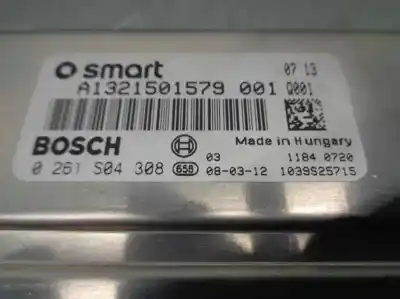 smart 07 13
A1321501579 001 Q001
BOSCH Made in Hungary
03 1184 0720
0 261 S04 308 658 08-03-12 1039S25715